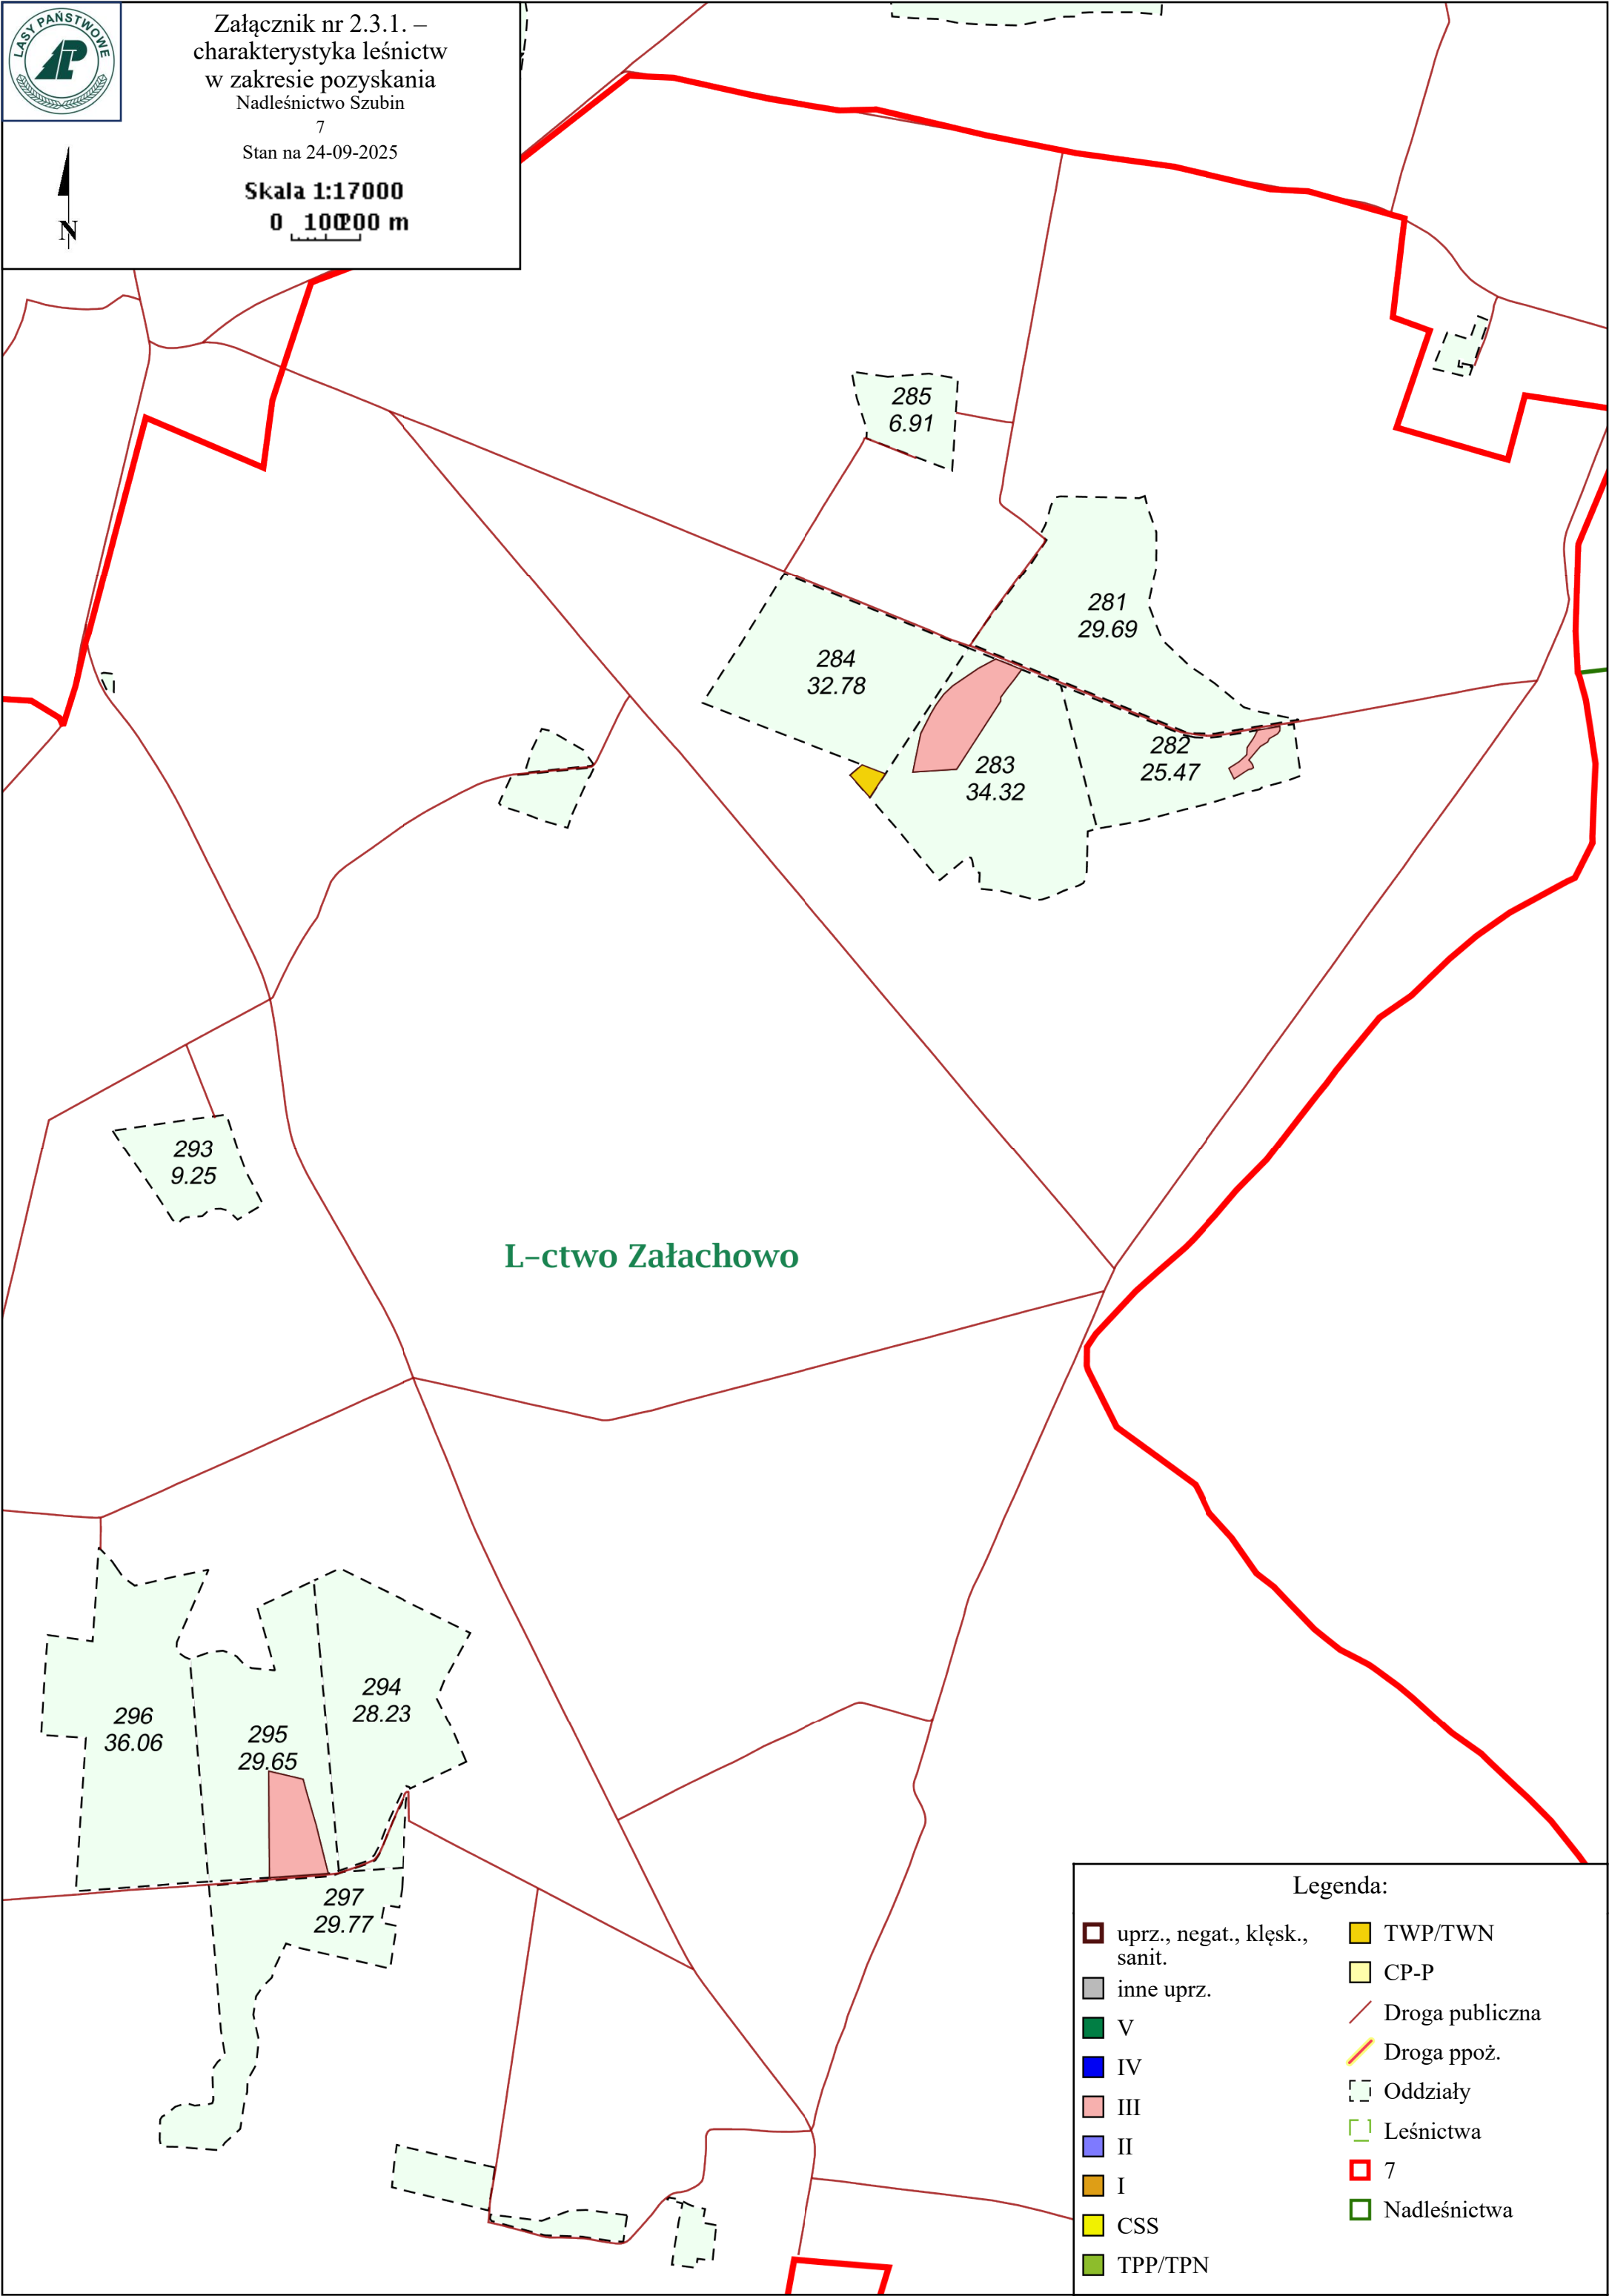 LASY PAŃSTWOWE
LP
Załącznik nr 2.3.1. –
charakterystyka leśnictw
w zakresie pozyskania
Nadleśnictwo Szubin
7
Stan na 24-09-2025
Skala 1:17000
0 100 200 m
N
285
6.91
281
29.69
284
32.78
282
25.47
283
34.32
293
9.25
L-ctwo Załachowo
294
28.23
296
36.06
295
29.65
297
29.77
Legenda:
uprz., negat., klęsk.,
sanit.
inne uprz.
V
IV
III
II
I
CSS
TPP/TPN
TWP/TWN
CP-P
Droga publiczna
Droga ppoż.
Oddziały
Leśnictwa
7
Nadleśnictwa